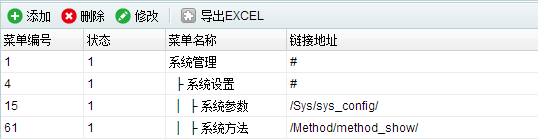 添加 删除 修改 导出EXCEL
菜单编号 状态 菜单名称 链接地址
1 1 系统管理 #
4 1 ├ 系统设置 #
15 1 │ ├ 系统参数 /Sys/sys_config/
61 1 │ ├ 系统方法 /Method/method_show/